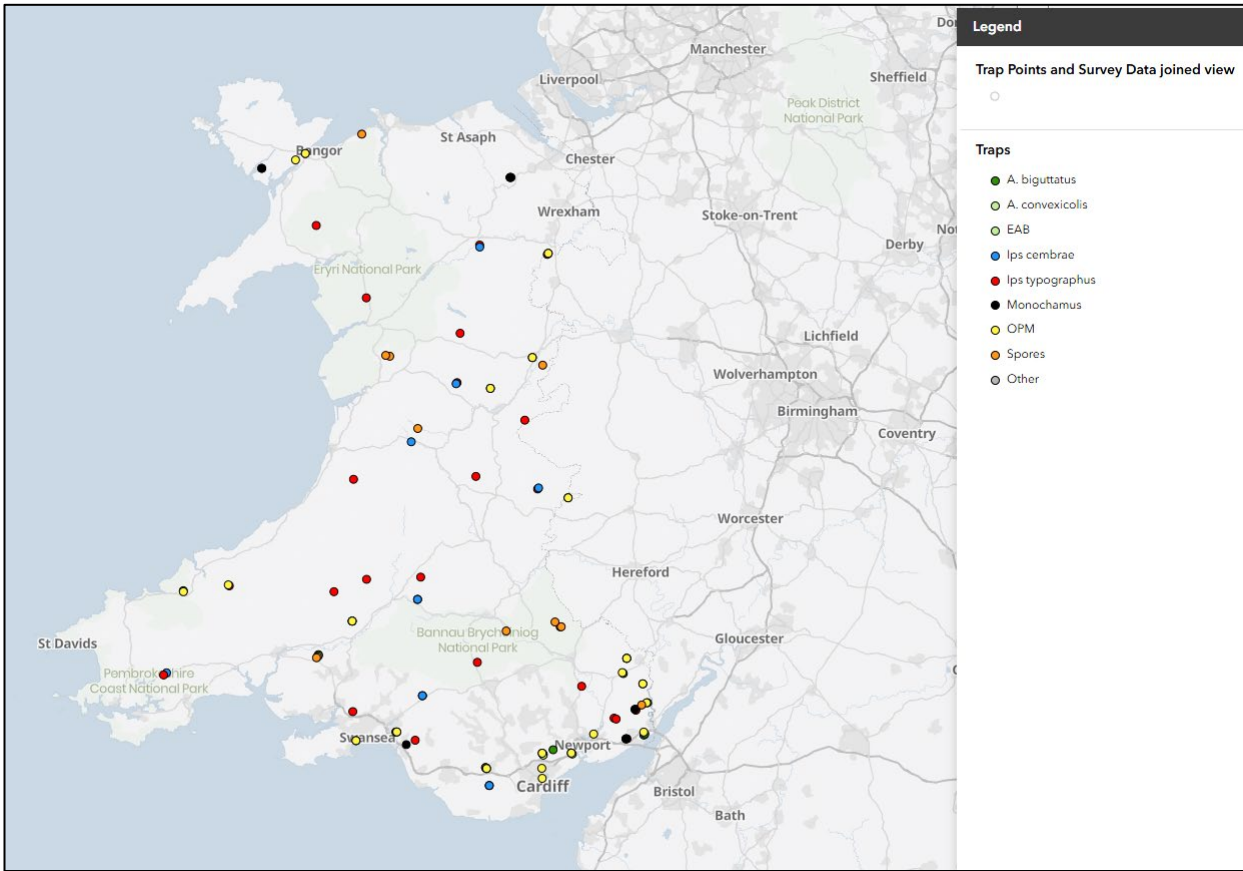 Manchester
Liverpool
Sheffield
Peak District
National Park
St Asaph
Bangor
Chester
Wrexham
Stoke-on-Trent
Derby
Eryri National Park
Lichfield
Wolverhampton
Birmingham
Coventry
Worcester
Hereford
Bannau Brycheiniog
National Park
Gloucester
St Davids
Pembrokeshire
Coast National Park
Swansea
Newport
Cardiff
Bristol
Bath
Legend
Trap Points and Survey Data joined view
Traps
A. biguttatus
A. convexicolis
EAB
Ips cembrae
Ips typographus
Monochamus
OPM
Spores
Other